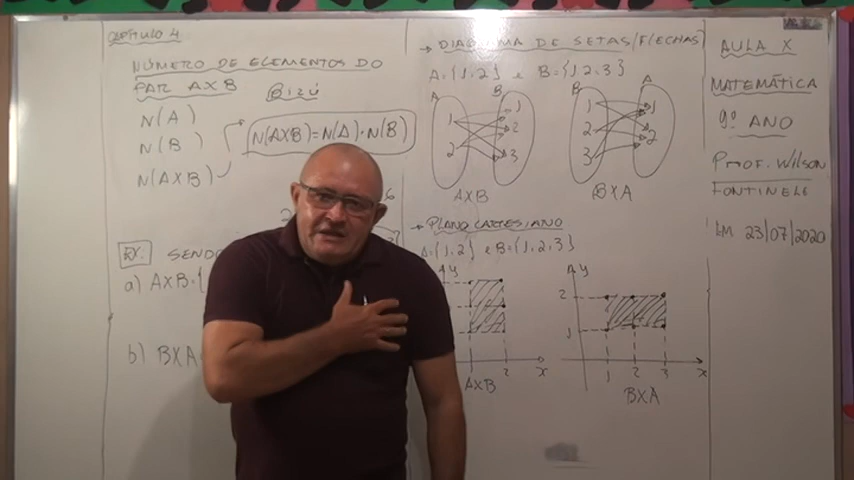 CAPÍTULO 4
NÚMERO DE ELEMENTOS DO
PAR AXB
BIZÚ
N(A)
N(B)
N(AXB)
N(AXB)=N(A)·N(B)
6
2
EX. SENDO
a) AXB={
b) BXA
→ DIAGRAMA DE SETAS/FLECHAS
A={1,2} e B={1,2,3}
A B
1 1
2 2
3
AXB
B A
1 1
2 2
3
BXA
→ PLANO CARTESIANO
A={1,2} e B={1,2,3}
y
2 x
AXB
y
2
1
1 2 3 x
BXA
AULA X
MATEMÁTICA
9º ANO
PROF. WILSON
FONTINELE
EM 23/07/2020